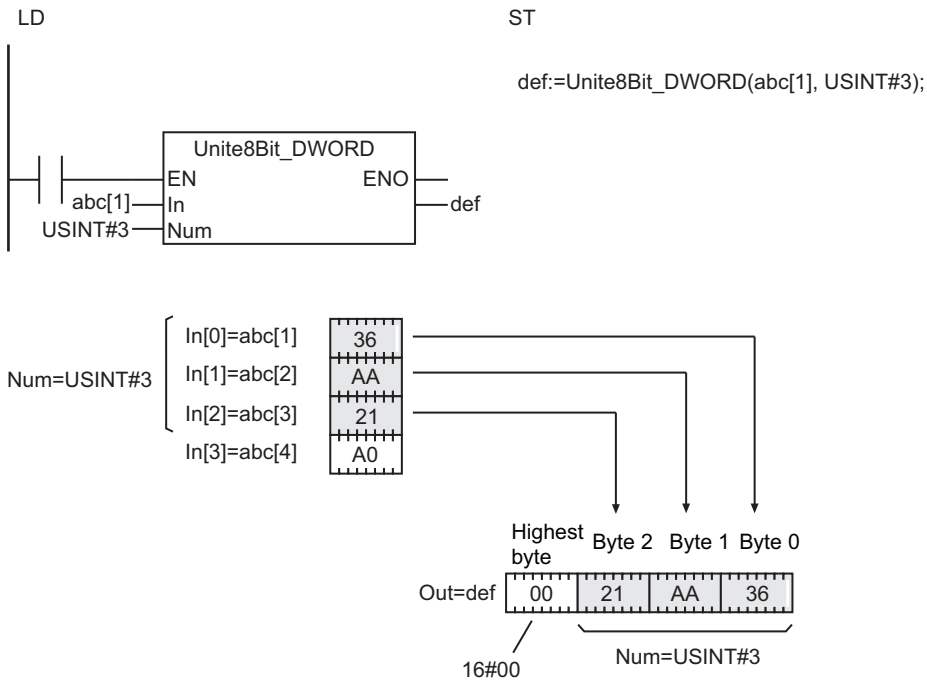 LD
ST
def:=Unite8Bit_DWORD(abc[1], USINT#3);
Unite8Bit_DWORD
EN ENO
abc[1] In def
USINT#3 Num
In[0]=abc[1] 36
Num=USINT#3 In[1]=abc[2] AA
In[2]=abc[3] 21
In[3]=abc[4] A0
Highest byte Byte 2 Byte 1 Byte 0
Out=def 00 21 AA 36
16#00 Num=USINT#3